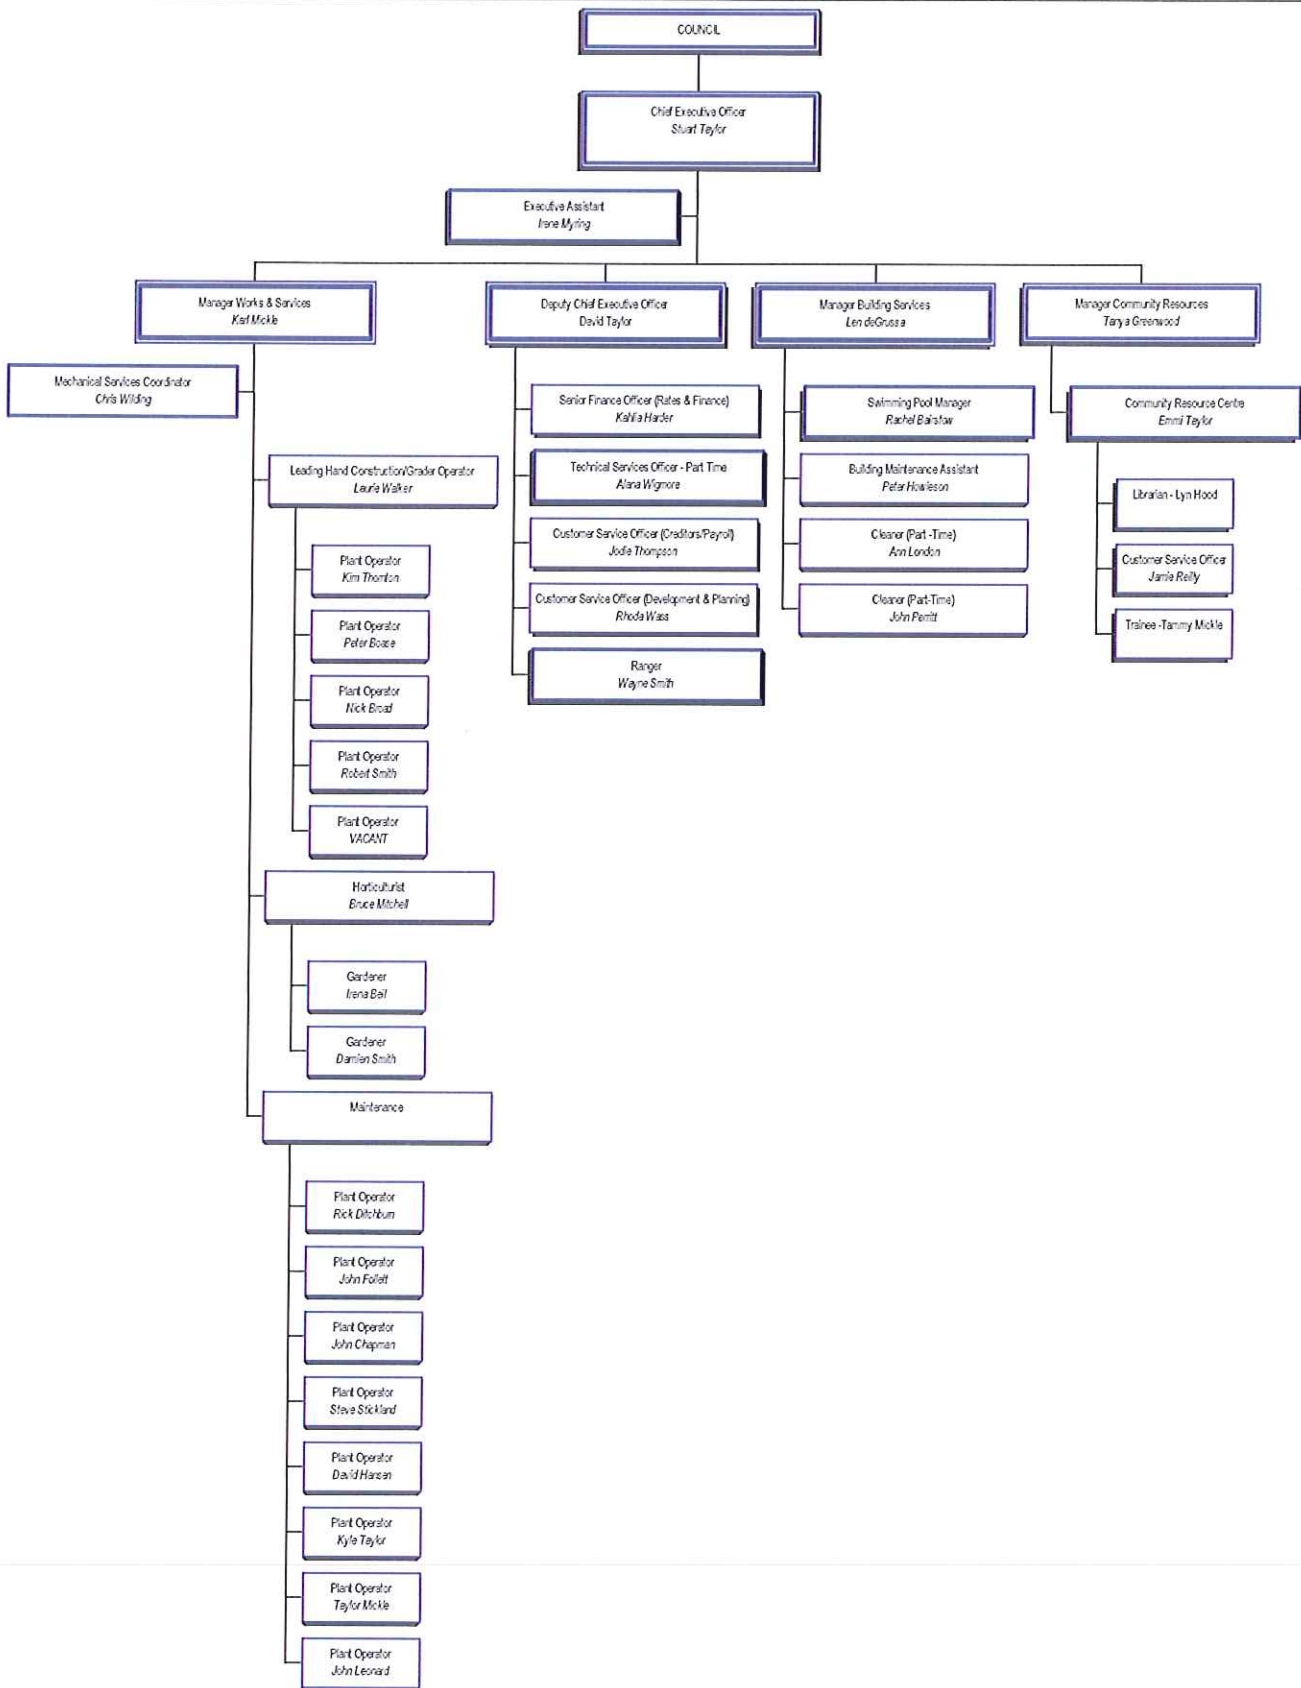 COUNCIL
Chief Executive Officer
Stuart Taylor
Executive Assistant
Irene Myring
Manager Works & Services
Karl Mickle
Deputy Chief Executive Officer
David Taylor
Manager Building Services
Len deGrussa
Manager Community Resources
Tanya Greenwood
Mechanical Services Coordinator
Chris Wilding
Senior Finance Officer (Rates & Finance)
Kahlia Harder
Swimming Pool Manager
Rachel Bairstow
Community Resource Centre
Emmi Taylor
Leading Hand Construction/Grader Operator
Laurie Walker
Technical Services Officer - Part Time
Alana Wigmore
Building Maintenance Assistant
Peter Howieson
Librarian - Lyn Hood
Customer Service Officer (Creditors/Payroll)
Jodie Thompson
Cleaner (Part -Time)
Ann London
Customer Service Officer
Jamie Reilly
Customer Service Officer (Development & Planning)
Rhoda Wass
Cleaner (Part-Time)
John
Trainee -Tammy Mickle
Ranger
Wayne Smith
Plant Operator
Kim Thornton
Plant Operator
Peter Boase
Plant Operator
Nick Broad
Plant Operator
Robert Smith
Plant Operator
VACANT
Horticulturist
Bruce Mitchell
Gardener
Irena Bell
Gardener
Damien Smith
Maintenance
Plant Operator
Rick Ditchburn
Plant Operator
John Follett
Plant Operator
John Chapman
Plant Operator
Steve Stickland
Plant Operator
David Hansen
Plant Operator
Kyle Taylor
Plant Operator
Taylor Mickle
Plant Operator
John Leonard